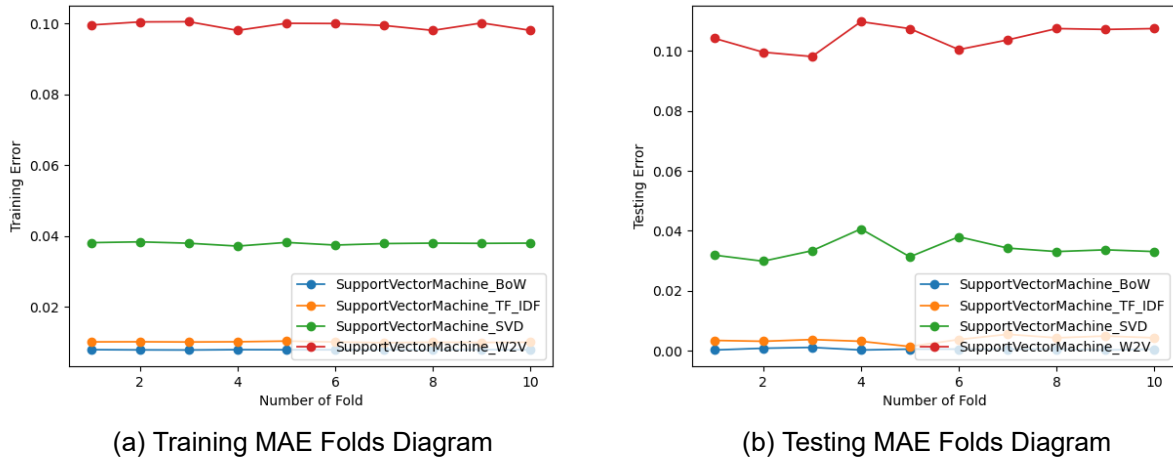 0.10
0.08
0.06
0.04
0.02
Training Error
SupportVectorMachine_BoW
SupportVectorMachine_TF_IDF
SupportVectorMachine_SVD
SupportVectorMachine_W2V
2 4 6 8 10
Number of Fold
(a) Training MAE Folds Diagram
0.10
0.08
0.06
0.04
0.02
0.00
Testing Error
SupportVectorMachine_BoW
SupportVectorMachine_TF_IDF
SupportVectorMachine_SVD
SupportVectorMachine_W2V
2 4 6 8 10
Number of Fold
(b) Testing MAE Folds Diagram